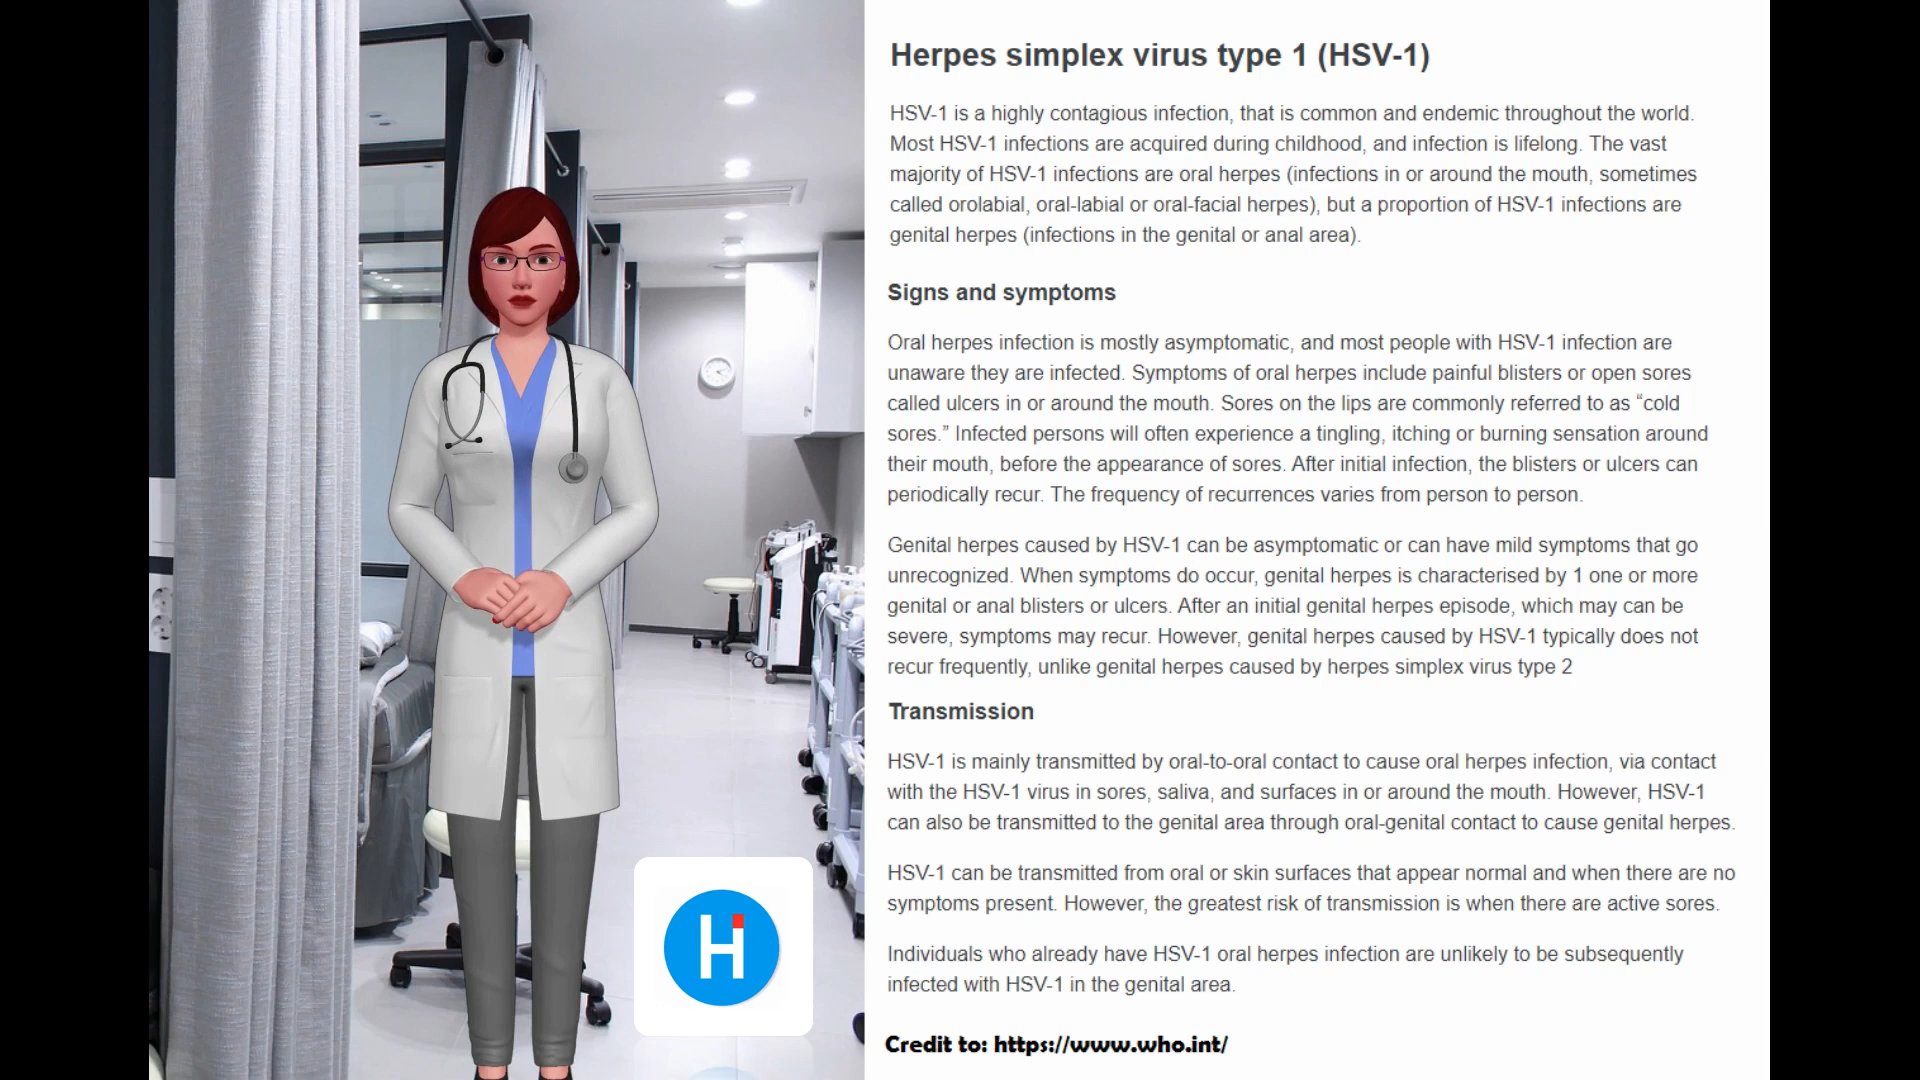 Herpes simplex virus type 1 (HSV-1)
HSV-1 is a highly contagious infection, that is common and endemic throughout the world.
Most HSV-1 infections are acquired during childhood, and infection is lifelong. The vast
majority of HSV-1 infections are oral herpes (infections in or around the mouth, sometimes
called orolabial, oral-labial or oral-facial herpes), but a proportion of HSV-1 infections are
genital herpes (infections in the genital or anal area).
Signs and symptoms
Oral herpes infection is mostly asymptomatic, and most people with HSV-1 infection are
unaware they are infected. Symptoms of oral herpes include painful blisters or open sores
called ulcers in or around the mouth. Sores on the lips are commonly referred to as “cold
sores.” Infected persons will often experience a tingling, itching or burning sensation around
their mouth, before the appearance of sores. After initial infection, the blisters or ulcers can
periodically recur. The frequency of recurrences varies from person to person.
Genital herpes caused by HSV-1 can be asymptomatic or can have mild symptoms that go
unrecognized. When symptoms do occur, genital herpes is characterised by 1 one or more
genital or anal blisters or ulcers. After an initial genital herpes episode, which may can be
severe, symptoms may recur. However, genital herpes caused by HSV-1 typically does not
recur frequently, unlike genital herpes caused by herpes simplex virus type 2
Transmission
HSV-1 is mainly transmitted by oral-to-oral contact to cause oral herpes infection, via contact
with the HSV-1 virus in sores, saliva, and surfaces in or around the mouth. However, HSV-1
can also be transmitted to the genital area through oral-genital contact to cause genital herpes.
HSV-1 can be transmitted from oral or skin surfaces that appear normal and when there are no
symptoms present. However, the greatest risk of transmission is when there are active sores.
Individuals who already have HSV-1 oral herpes infection are unlikely to be subsequently
infected with HSV-1 in the genital area.
H
Credit to: https://www.who.int/